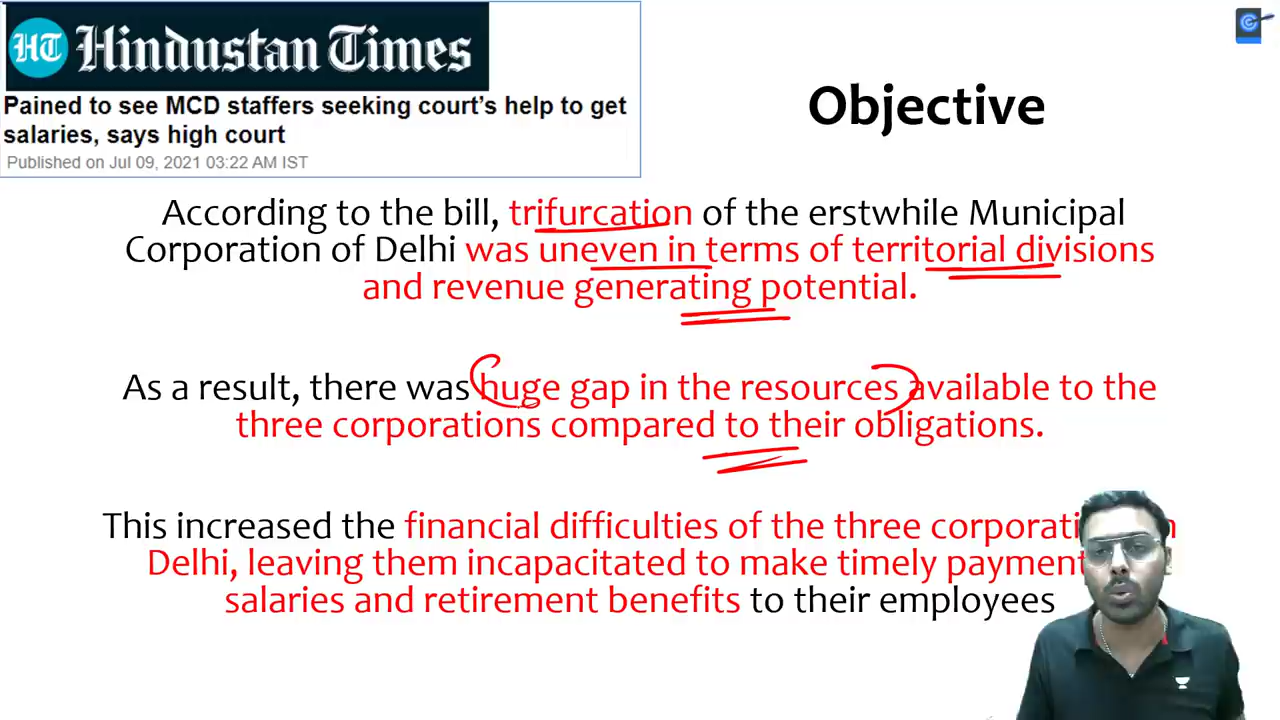 HT Hindustan Times
Pained to see MCD staffers seeking court's help to get
salaries, says high court
Published on Jul 09, 2021 03:22 AM IST
Objective
According to the bill, trifurcation of the erstwhile Municipal
Corporation of Delhi was uneven in terms of territorial divisions
and revenue generating potential.
As a result, there was huge gap in the resources available to the
three corporations compared to their obligations.
This increased the financial difficulties of the three
Delhi, leaving them incapacitated to make timely
salaries and retirement benefits to their employees